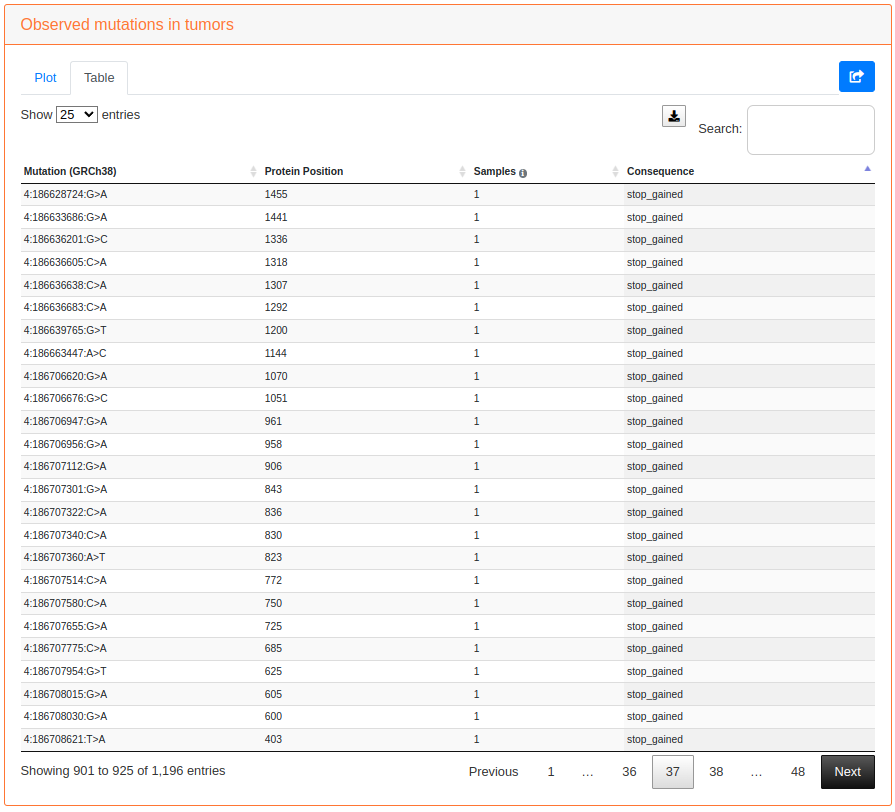 Observed mutations in tumors
Plot Table
Show 25 entries Search:
Mutation (GRCh38) Protein Position Samples Consequence
4:186628724:G>A 1455 1 stop_gained
4:186633686:G>A 1441 1 stop_gained
4:186636201:G>C 1336 1 stop_gained
4:186636605:C>A 1318 1 stop_gained
4:186636638:C>A 1307 1 stop_gained
4:186636683:C>A 1292 1 stop_gained
4:186639765:G>T 1200 1 stop_gained
4:186663447:A>C 1144 1 stop_gained
4:186706620:G>A 1070 1 stop_gained
4:186706676:G>C 1051 1 stop_gained
4:186706947:G>A 961 1 stop_gained
4:186706956:G>A 958 1 stop_gained
4:186707112:G>A 906 1 stop_gained
4:186707301:G>A 843 1 stop_gained
4:186707322:C>A 836 1 stop_gained
4:186707340:C>A 830 1 stop_gained
4:186707360:A>T 823 1 stop_gained
4:186707514:C>A 772 1 stop_gained
4:186707580:C>A 750 1 stop_gained
4:186707655:G>A 725 1 stop_gained
4:186707775:C>A 685 1 stop_gained
4:186707954:G>T 625 1 stop_gained
4:186708015:G>A 605 1 stop_gained
4:186708030:G>A 600 1 stop_gained
4:186708621:T>A 403 1 stop_gained
Showing 901 to 925 of 1,196 entries Previous 1 … 36 37 38 … 48 Next